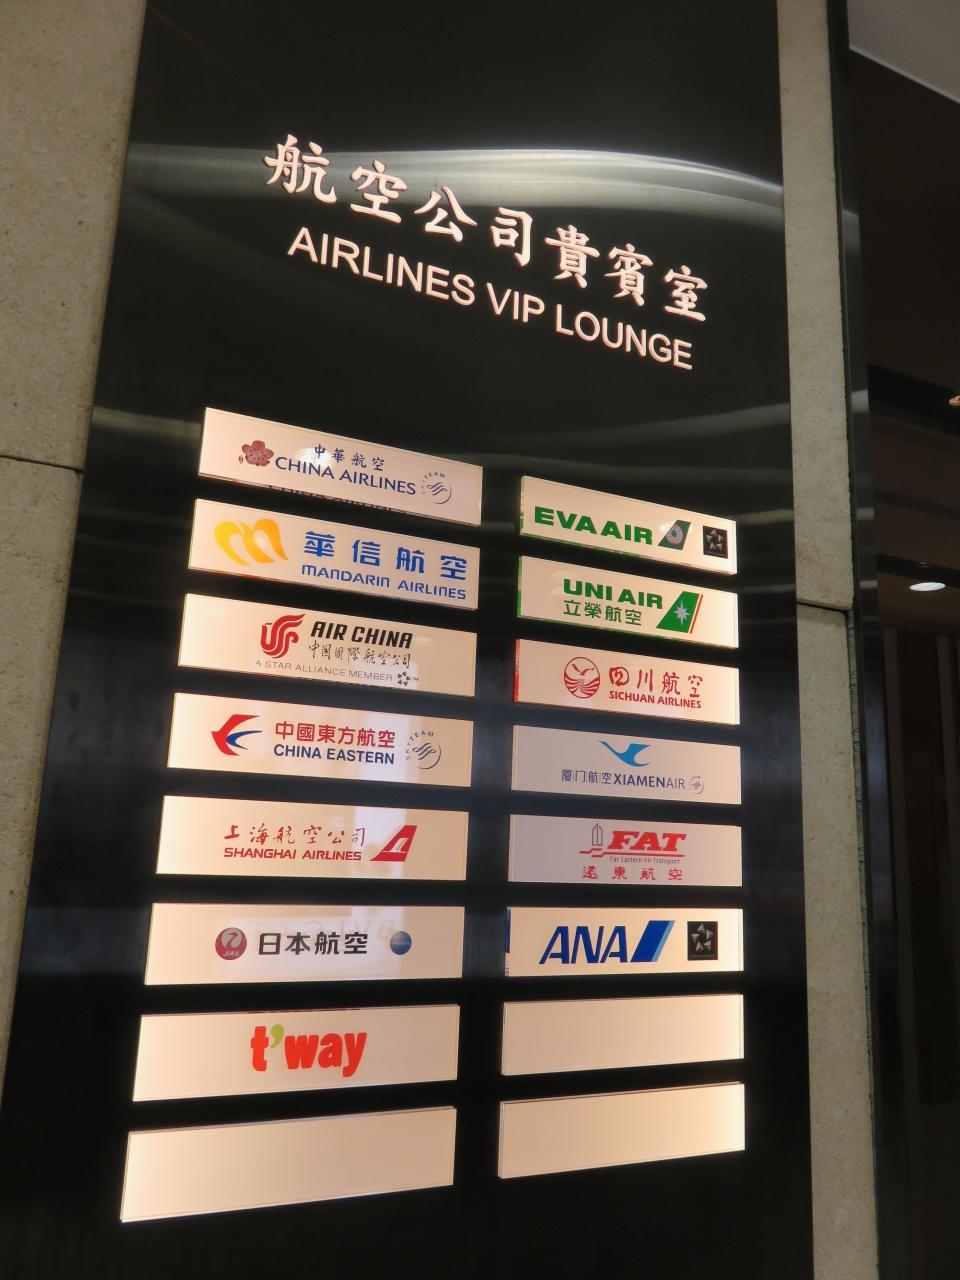 航空公司貴賓室
AIRLINES VIP LOUNGE
中華航空
CHINA AIRLINES
SKYTEAM
華信航空
MANDARIN AIRLINES
AIR CHINA
中国国際航空公司
A STAR ALLIANCE MEMBER
中國東方航空
CHINA EASTERN
SKYTEAM
上海航空公司
SHANGHAI AIRLINES
JAL
日本航空
t'way
EVA AIR
UNI AIR
立榮航空
四川航空
SICHUAN AIRLINES
厦门航空 XIAMENAIR
FAT
Far Eastern Air Transport
遠東航空
ANA